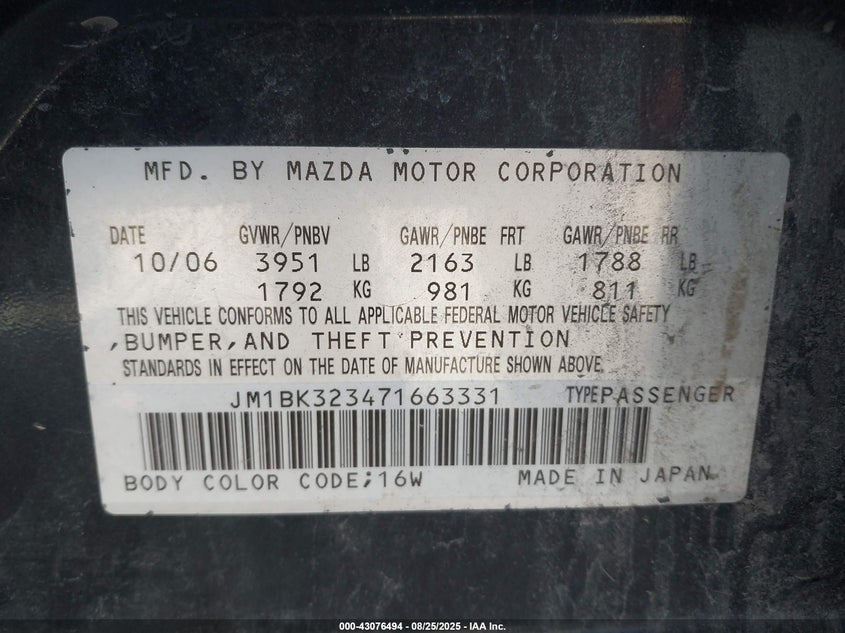 MFD. BY MAZDA MOTOR CORPORATION
DATE GVWR/PNBV GAWR/PNBE FRT GAWR/PNBE RR
10/06 3951 LB 2163 LB 1788 LB
1792 KG 981 KG 811 KG
THIS VEHICLE CONFORMS TO ALL APPLICABLE FEDERAL MOTOR VEHICLE SAFETY
,BUMPER,AND THEFT PREVENTION
STANDARDS IN EFFECT ON THE DATE OF MANUFACTURE SHOWN ABOVE.
JM1BK323471663331 TYPE PASSENGER
BODY COLOR CODE;16W MADE IN JAPAN
000-43076494 - 08/25/2025 - IAA Inc.